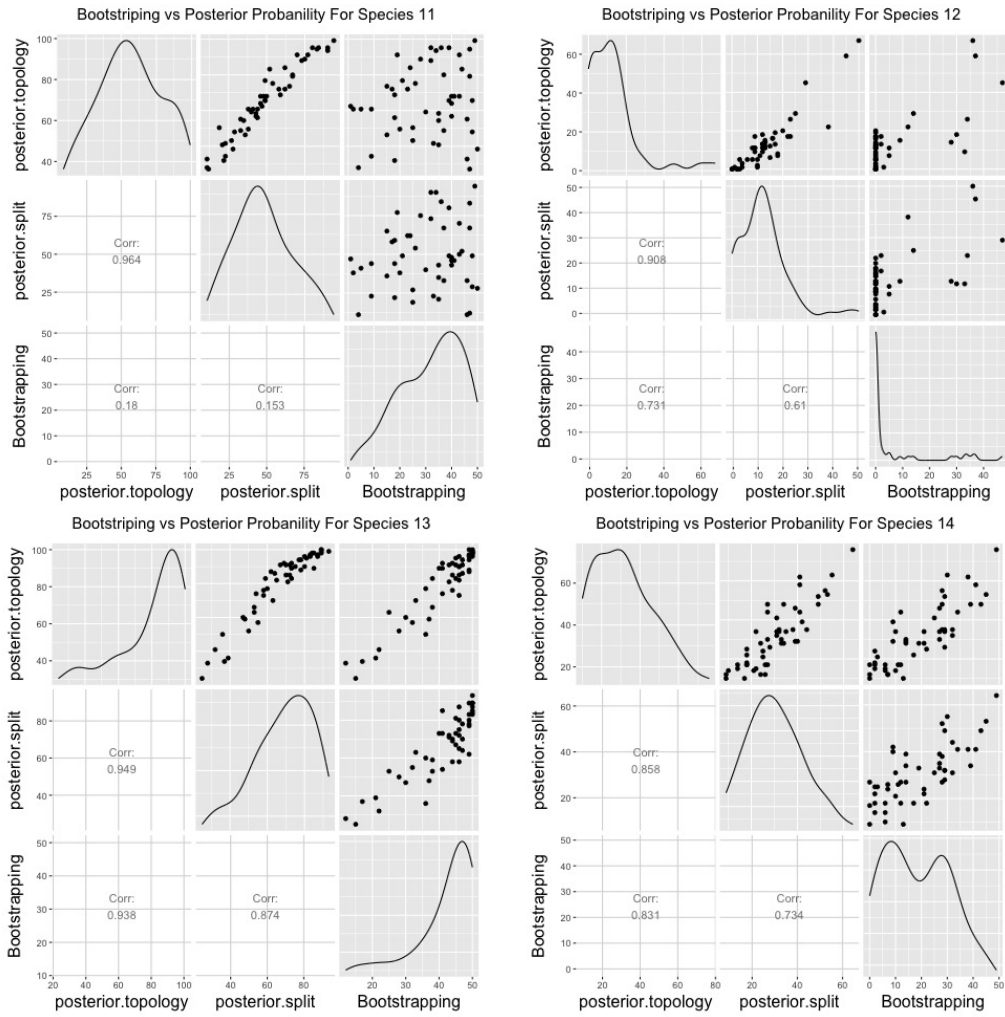 Bootstriping vs Posterior Probanility For Species 11
posterior.topology
100
80
60
40
posterior.split
75
50
25
Corr:
0.964
Bootstrapping
50
40
30
20
10
0
Corr:
0.18
Corr:
0.153
25 50 75 100
25 50 75
0 10 20 30 40 50
posterior.topology
posterior.split
Bootstrapping
Bootstriping vs Posterior Probanility For Species 12
posterior.topology
60
40
20
0
posterior.split
50
40
30
20
10
0
Corr:
0.908
Bootstrapping
40
30
20
10
0
Corr:
0.731
Corr:
0.61
0 20 40 60
0 10 20 30 40 50
0 10 20 30 40
posterior.topology
posterior.split
Bootstrapping
Bootstriping vs Posterior Probanility For Species 13
posterior.topology
100
80
60
40
posterior.split
80
60
40
Corr:
0.949
Bootstrapping
50
40
30
20
10
Corr:
0.938
Corr:
0.874
20 40 60 80 100
40 60 80
20 30 40 50
posterior.topology
posterior.split
Bootstrapping
Bootstriping vs Posterior Probanility For Species 14
posterior.topology
60
40
20
posterior.split
60
40
20
Corr:
0.858
Bootstrapping
50
40
30
20
10
0
Corr:
0.831
Corr:
0.734
20 40 60 80
20 40 60
0 10 20 30 40 50
posterior.topology
posterior.split
Bootstrapping